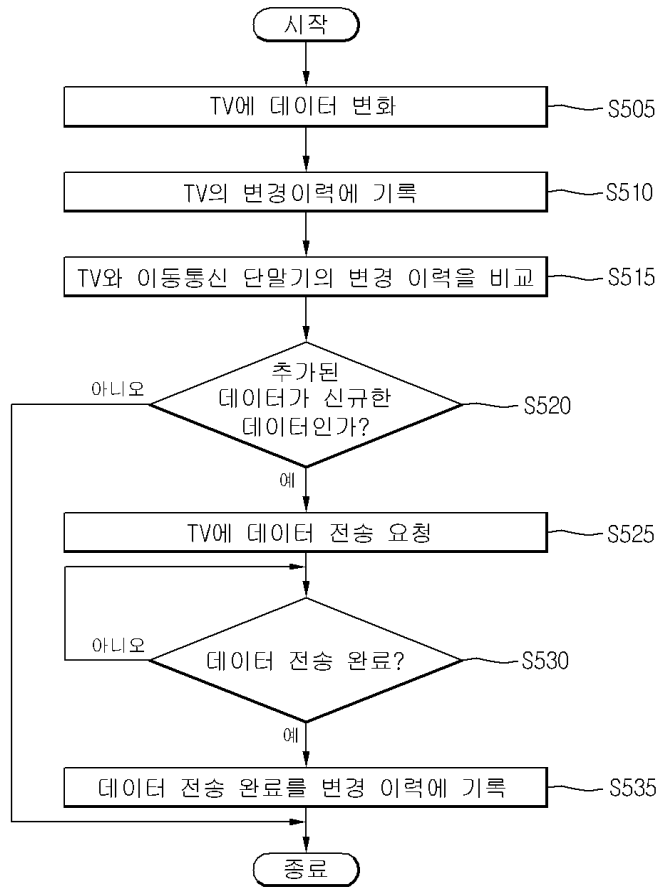 시작
TV에 데이터 변화
S505
TV의 변경이력에 기록
S510
TV와 이동통신 단말기의 변경 이력을 비교
S515
추가된
데이터가 신규한
데이터인가?
아니오
S520
예
TV에 데이터 전송 요청
S525
데이터 전송 완료?
아니오
S530
예
데이터 전송 완료를 변경 이력에 기록
S535
종료